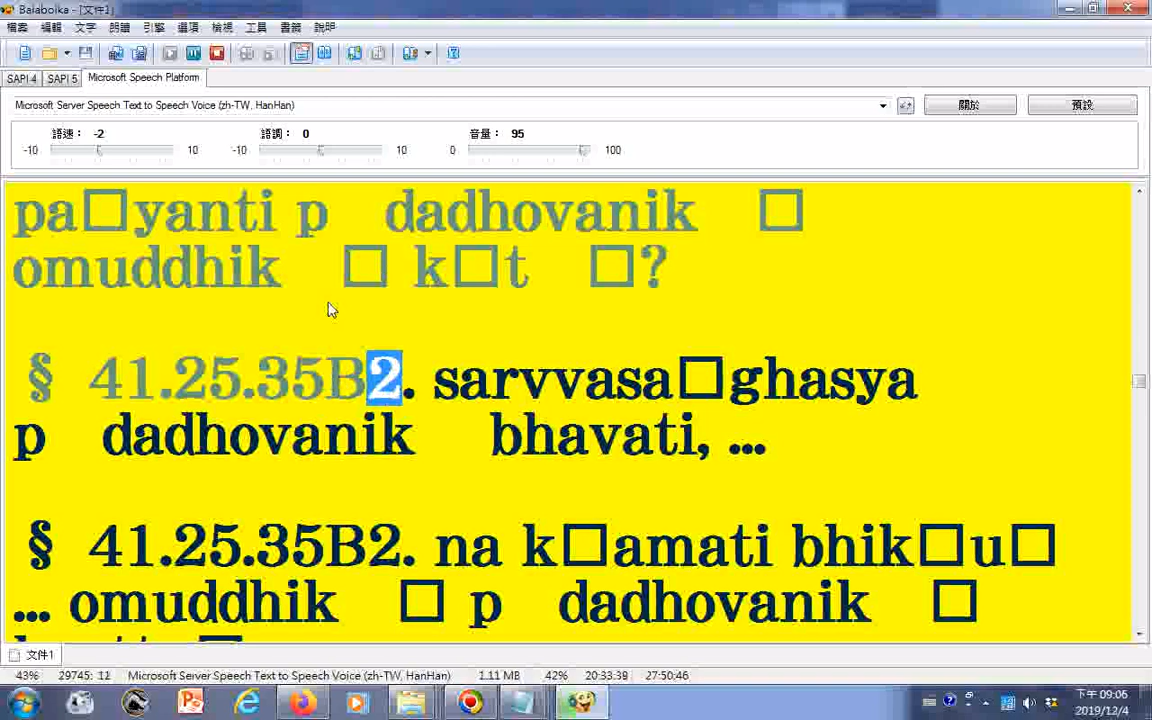 Balabolka - [文件1]
檔案 編輯 文字 朗讀 引擎 選項 檢視 工具 書籤 說明
SAPI 4 SAPI 5 Microsoft Speech Platform
Microsoft Server Speech Text to Speech Voice (zh-TW, HanHan) 關於 預設
語速： -2 語調： 0 音量： 95
-10 10 -10 10 0 100
pa□yanti p dadhovanik □
omuddhik □ k□t □?
§ 41.25.35B2. sarvvasa□ghasya
p dadhovanik bhavati, ...
§ 41.25.35B2. na k□amati bhik□u□
... omuddhik □ p dadhovanik □
文件1
43% 29745: 12 Microsoft Server Speech Text to Speech Voice (zh-TW, HanHan) 1.11 MB 42% 20:33:39 27:50:46
下午 09:06
2019/12/4